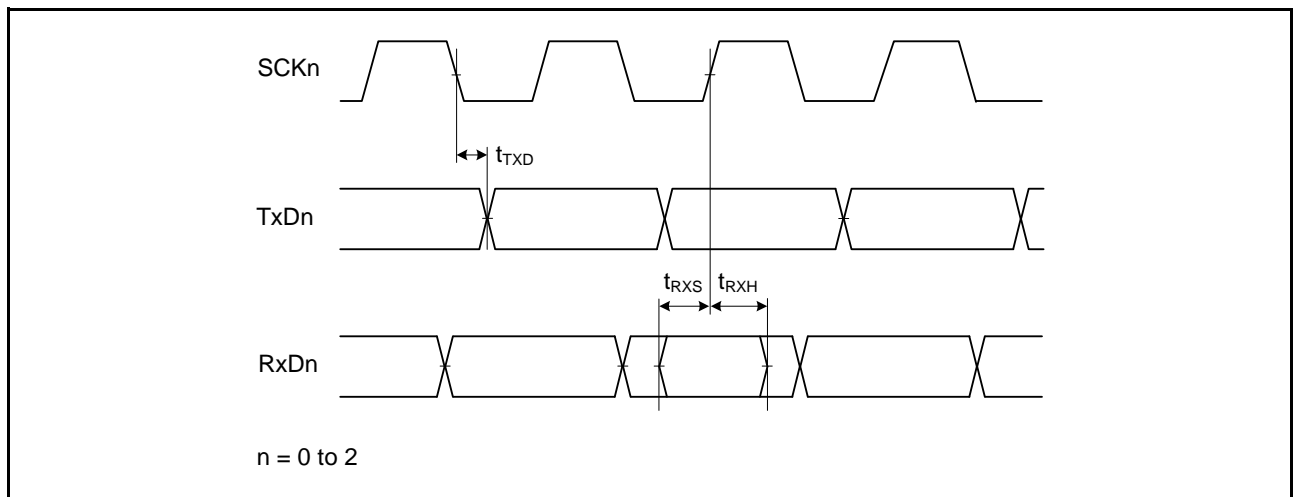 SCKn
tTXD
TxDn
tRXS tRXH
RxDn
n = 0 to 2